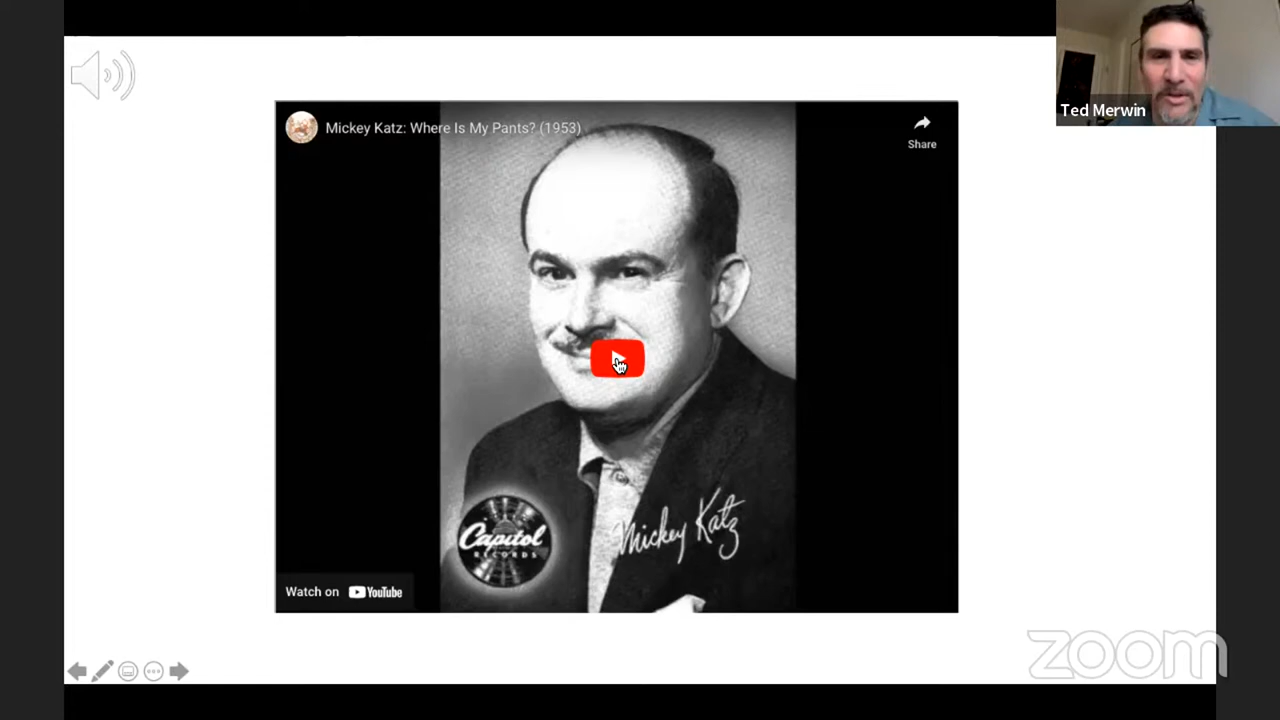 Mickey Katz: Where Is My Pants? (1953)
Share
Ted Merwin
Capitol
RECORDS
Mickey Katz
Watch on YouTube
zoom